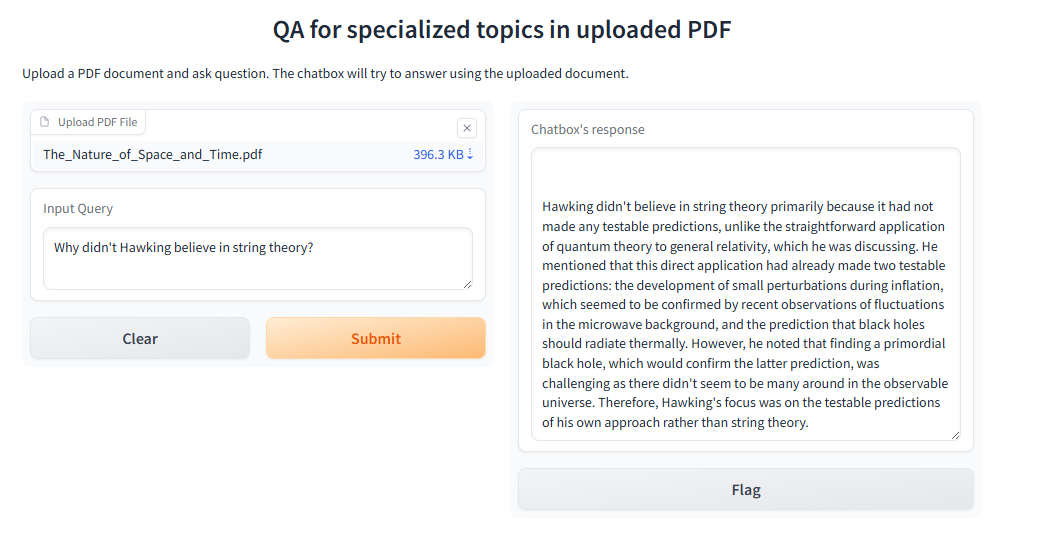 QA for specialized topics in uploaded PDF
Upload a PDF document and ask question. The chatbox will try to answer using the uploaded document.
Upload PDF File
The_Nature_of_Space_and_Time.pdf
396.3 KB
Input Query
Why didn't Hawking believe in string theory?
Clear
Submit
Chatbox's response
Hawking didn't believe in string theory primarily because it had not
made any testable predictions, unlike the straightforward application
of quantum theory to general relativity, which he was discussing. He
mentioned that this direct application had already made two testable
predictions: the development of small perturbations during inflation,
which seemed to be confirmed by recent observations of fluctuations
in the microwave background, and the prediction that black holes
should radiate thermally. However, he noted that finding a primordial
black hole, which would confirm the latter prediction, was
challenging as there didn't seem to be many around in the observable
universe. Therefore, Hawking's focus was on the testable predictions
of his own approach rather than string theory.
Flag